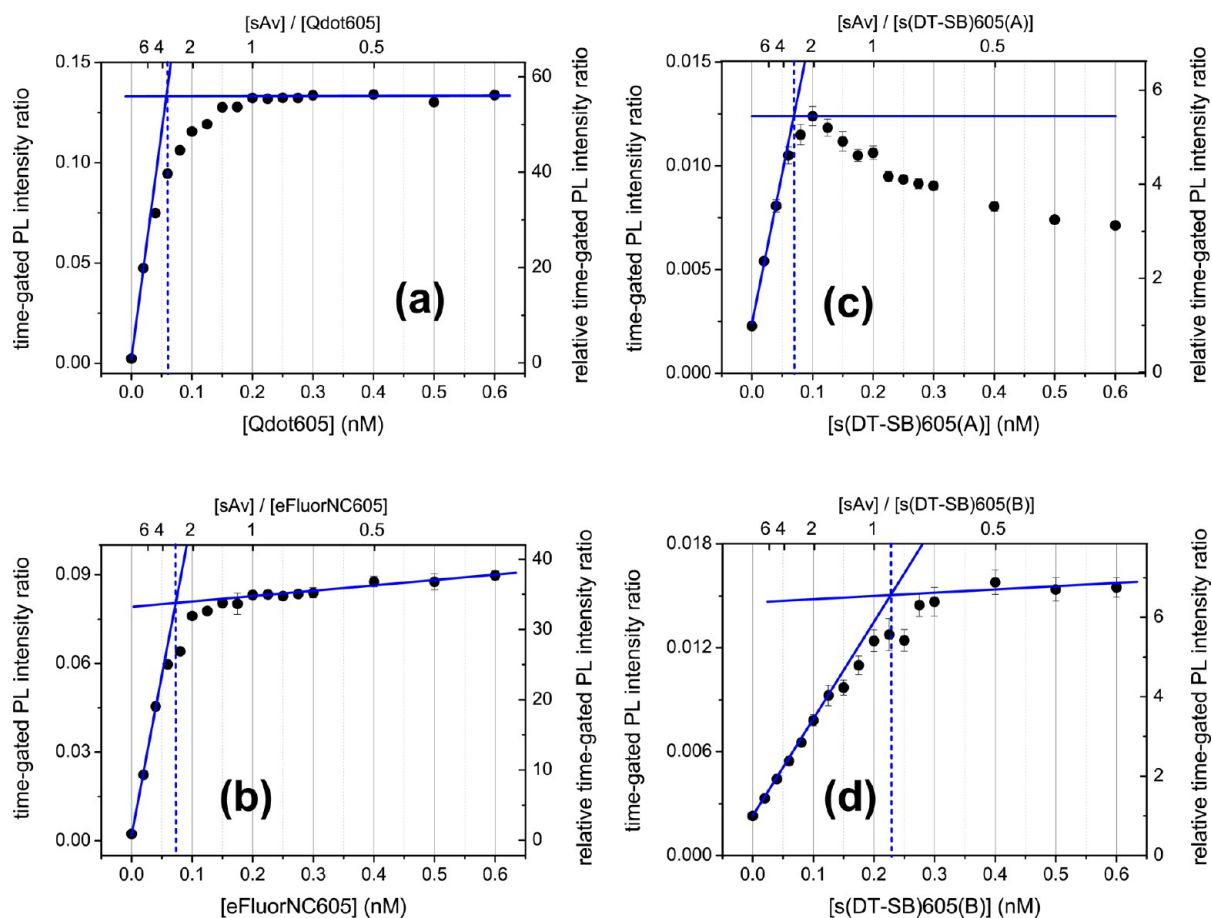 [sAv] / [Qdot605]
6 4 2 1 0.5
0.15
0.10
0.05
0.00
time-gated PL intensity ratio
60
40
20
0
relative time-gated PL intensity ratio
(a)
0.0 0.1 0.2 0.3 0.4 0.5 0.6
[Qdot605] (nM)
[sAv] / [s(DT-SB)605(A)]
6 4 2 1 0.5
0.015
0.010
0.005
0.000
time-gated PL intensity ratio
6
4
2
0
relative time-gated PL intensity ratio
(c)
0.0 0.1 0.2 0.3 0.4 0.5 0.6
[s(DT-SB)605(A)] (nM)
[sAv] / [eFluorNC605]
6 4 2 1 0.5
0.09
0.06
0.03
0.00
time-gated PL intensity ratio
40
30
20
10
0
relative time-gated PL intensity ratio
(b)
0.0 0.1 0.2 0.3 0.4 0.5 0.6
[eFluorNC605] (nM)
[sAv] / [s(DT-SB)605(B)]
6 4 2 1 0.5
0.018
0.012
0.006
0.000
time-gated PL intensity ratio
6
4
2
0
relative time-gated PL intensity ratio
(d)
0.0 0.1 0.2 0.3 0.4 0.5 0.6
[s(DT-SB)605(B)] (nM)